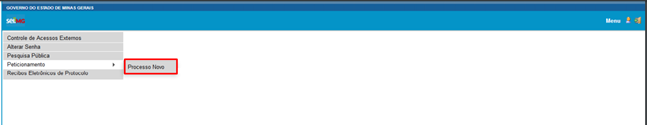 GOVERNO DO ESTADO DE MINAS GERAIS
sei!MG
Menu
Controle de Acessos Externos
Alterar Senha
Pesquisa Pública
Peticionamento
Processo Novo
Recibos Eletrônicos de Protocolo